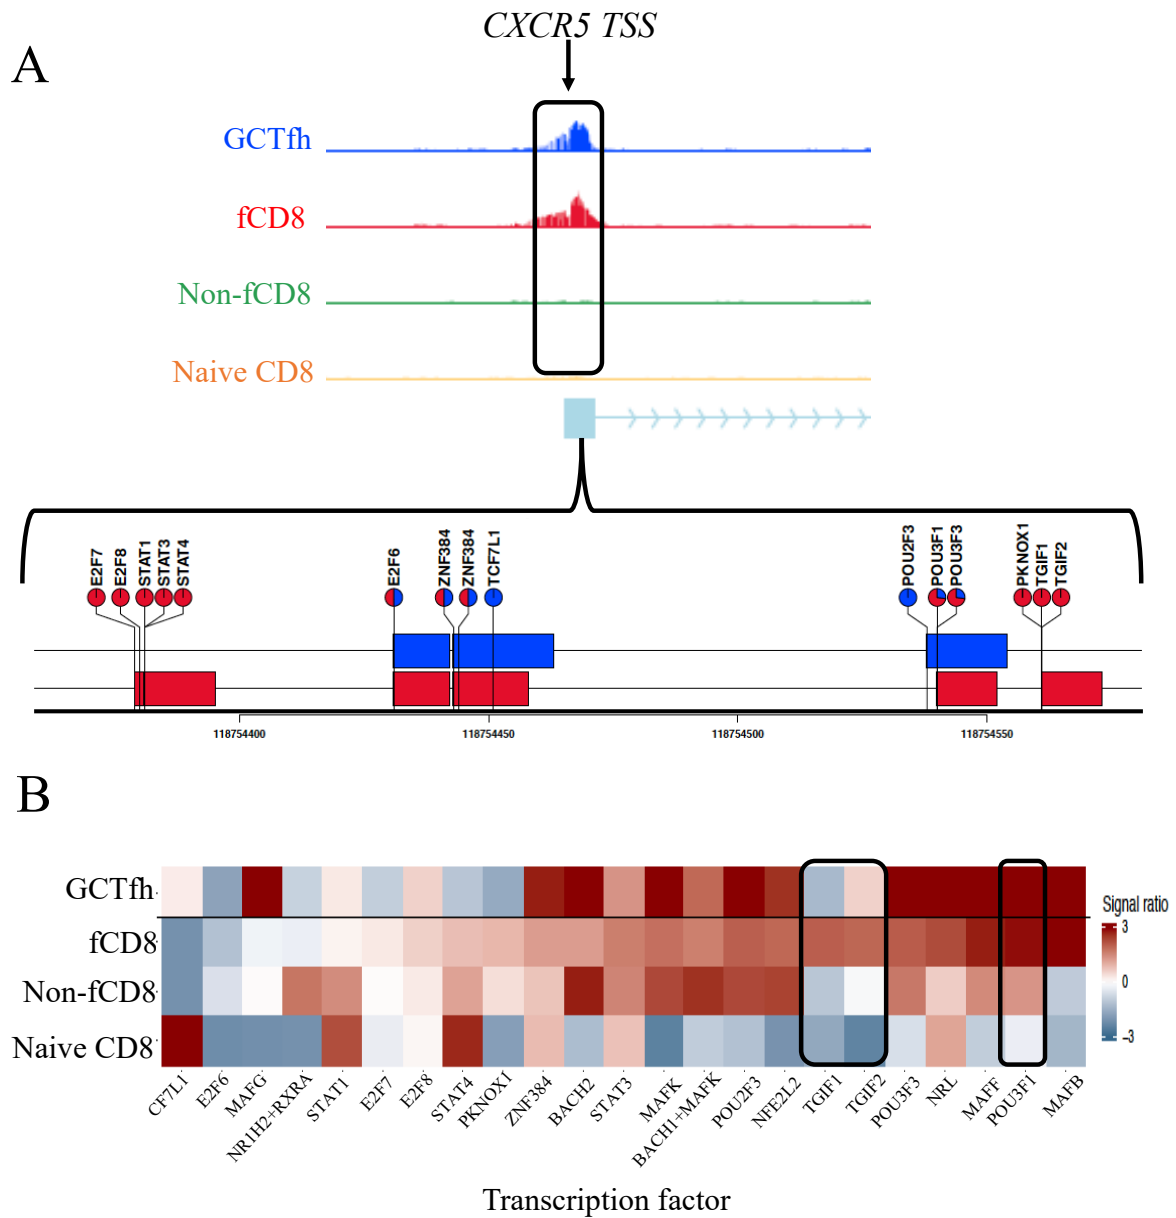 CXCR5 TSS
A
GCTfh
fCD8
Non-fCD8
Naive CD8
E2F7
E2F8
STAT1
STAT3
STAT4
E2F6
ZNF384
ZNF384
TCF7L1
POU2F3
POU3F1
POU3F3
PKNOX1
TGIF1
TGIF2
118754400
118754450
118754500
118754550
B
GCTfh
fCD8
Non-fCD8
Naive CD8
Signal ratio
3
0
-3
CF7L1
E2F6
MAFG
NR1H2+RXRA
STAT1
E2F7
E2F8
STAT4
PKNOX1
ZNF384
BACH2
STAT3
MAFK
BACH1+MAFK
POU2F3
NFE2L2
TGIF1
TGIF2
POU3F3
NRL
MAFF
POU3F1
MAFB
Transcription factor